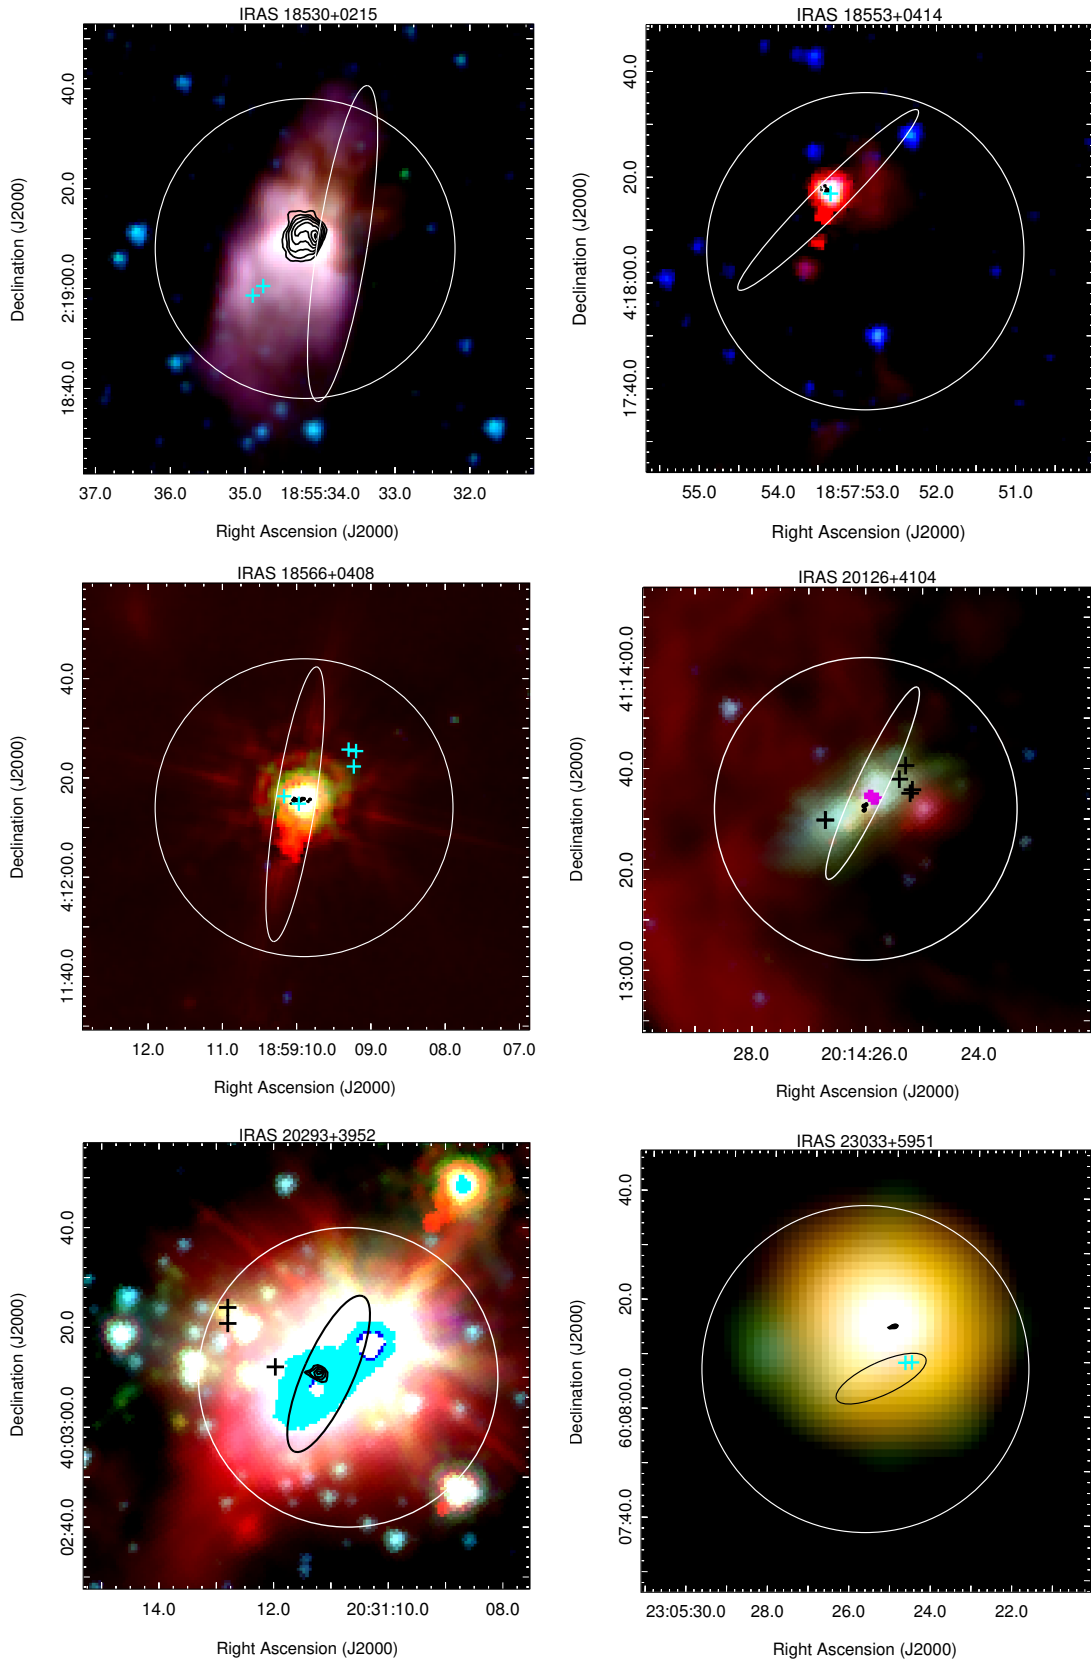 IRAS 18530+0215
Declination (J2000)
40.0
20.0
2:19:00.0
18:40.0
37.0 36.0 35.0 18:55:34.0 33.0 32.0
Right Ascension (J2000)
IRAS 18553+0414
Declination (J2000)
40.0
20.0
4:18:00.0
17:40.0
55.0 54.0 18:57:53.0 52.0 51.0
Right Ascension (J2000)
IRAS 18566+0408
Declination (J2000)
40.0
20.0
4:12:00.0
11:40.0
12.0 11.0 18:59:10.0 09.0 08.0 07.0
Right Ascension (J2000)
IRAS 20126+4104
Declination (J2000)
41:14:00.0
40.0
20.0
13:00.0
28.0 20:14:26.0 24.0
Right Ascension (J2000)
IRAS 20293+3952
Declination (J2000)
40.0
20.0
40:03:00.0
02:40.0
14.0 12.0 20:31:10.0 08.0
Right Ascension (J2000)
IRAS 23033+5951
Declination (J2000)
40.0
20.0
60:08:00.0
07:40.0
23:05:30.0 28.0 26.0 24.0 22.0
Right Ascension (J2000)